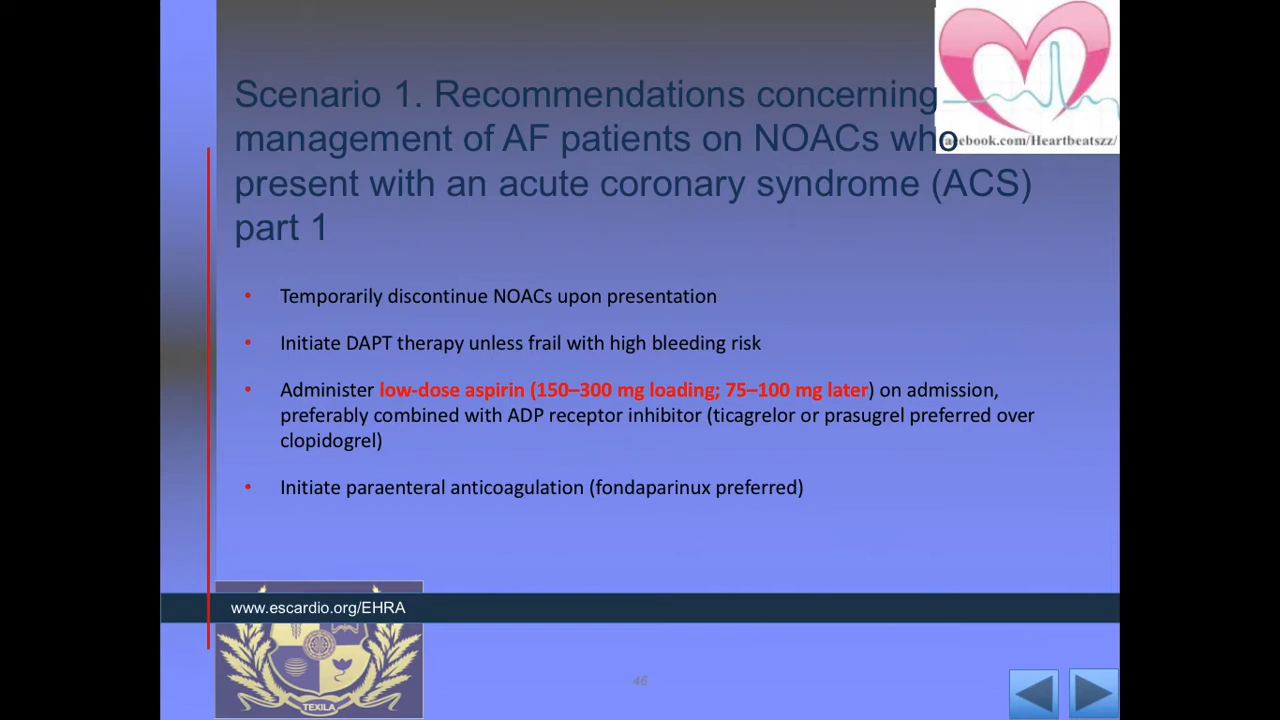 Scenario 1. Recommendations concerning
management of AF patients on NOACs who
acebook.com/Heartbeatszz/
present with an acute coronary syndrome (ACS)
part 1
• Temporarily discontinue NOACs upon presentation
• Initiate DAPT therapy unless frail with high bleeding risk
• Administer low-dose aspirin (150–300 mg loading; 75–100 mg later) on admission,
preferably combined with ADP receptor inhibitor (ticagrelor or prasugrel preferred over
clopidogrel)
• Initiate paraenteral anticoagulation (fondaparinux preferred)
www.escardio.org/EHRA
TEXILA
46